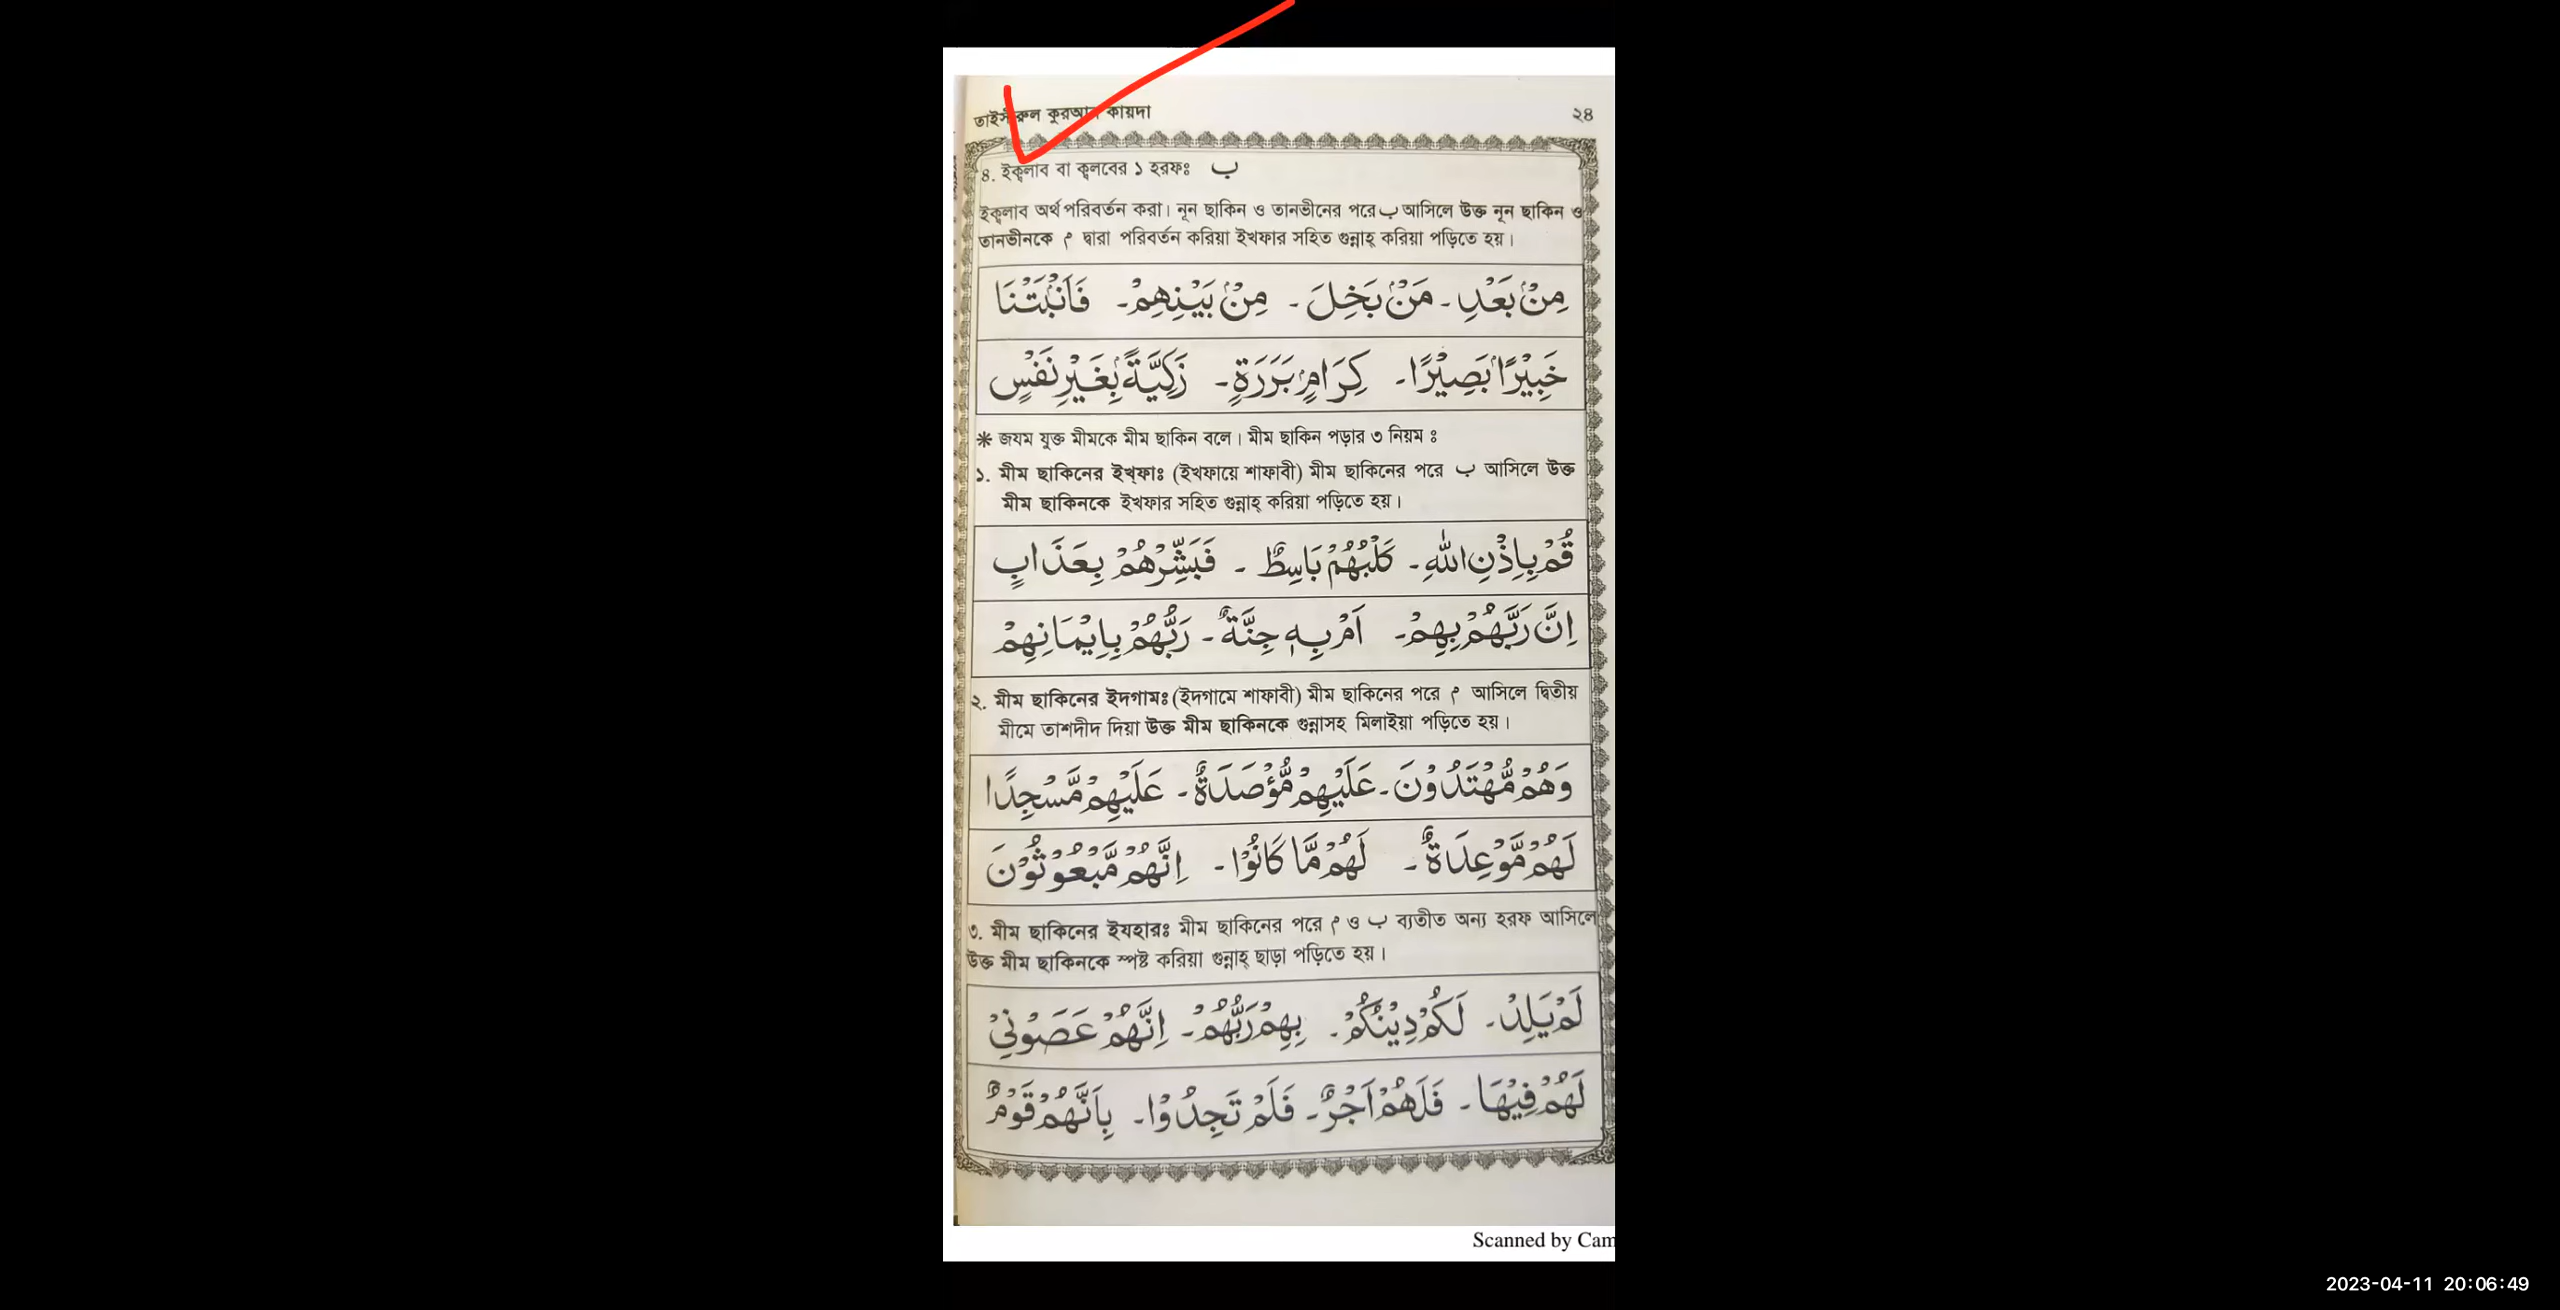 তাইসীরুল কুরআন কায়দা ২৪
৪. ইক্বলাব বা ক্বলবের ১ হরফঃ ب
ইক্বলাব অর্থ পরিবর্তন করা। নূন ছাকিন ও তানভীনের পরে ب আসিলে উক্ত নূন ছাকিন ও
তানভীনকে م দ্বারা পরিবর্তন করিয়া ইখফার সহিত গুন্নাহ্ করিয়া পড়িতে হয়।
مِنْۢ بَعْدِ - مَنْۢ بَخِلَ - مِنْۢ بَيْنِهِمْ - فَاَنْۢبَتْنَا
خَبِيْرًاۢ بَصِيْرًا - كِرَامٍۢ بَرَرَةٍ - زَكِيَّةًۢ بِغَيْرِ نَفْسٍ
* জযম যুক্ত মীমকে মীম ছাকিন বলে। মীম ছাকিন পড়ার ৩ নিয়ম ঃ
১. মীম ছাকিনের ইখ্ফাঃ (ইখফায়ে শাফাবী) মীম ছাকিনের পরে ب আসিলে উক্ত
মীম ছাকিনকে ইখফার সহিত গুন্নাহ্ করিয়া পড়িতে হয়।
قُمْ بِاِذْنِ اللّٰهِ - كَلْبُهُمْ بَاسِطٌ - فَبَشِّرْهُمْ بِعَذَابٍ
اِنَّ رَبَّهُمْ بِهِمْ - اَمْ بِهٖ جِنَّةٌ - رَبُّهُمْ بِاِيْمَانِهِمْ
২. মীম ছাকিনের ইদগামঃ (ইদগামে শাফাবী) মীম ছাকিনের পরে م আসিলে দ্বিতীয়
মীমে তাশদীদ দিয়া উক্ত মীম ছাকিনকে গুন্নাসহ মিলাইয়া পড়িতে হয়।
وَهُمْ مُّهْتَدُوْنَ - عَلَيْهِمْ مُّؤْصَدَةٌ - عَلَيْهِمْ مَّسْجِدًا
لَهُمْ مَّوْعِدَةٌ - لَهُمْ مَّا كَانُوْا - اِنَّهُمْ مَّبْعُوْثُوْنَ
৩. মীম ছাকিনের ইযহারঃ মীম ছাকিনের পরে م ও ب ব্যতীত অন্য হরফ আসিলে
উক্ত মীম ছাকিনকে স্পষ্ট করিয়া গুন্নাহ্ ছাড়া পড়িতে হয়।
لَمْ يَلِدْ - لَكُمْ دِيْنُكُمْ - بِهِمْ رَبُّهُمْ - اِنَّهُمْ عَصَوْنِيْ
لَهُمْ فِيْهَا - فَلَهُمْ اَجْرٌ - فَلَمْ تَجِدُوْا - بِاَنَّهُمْ قَوْمٌ
Scanned by Cam
2023-04-11 20:06:49